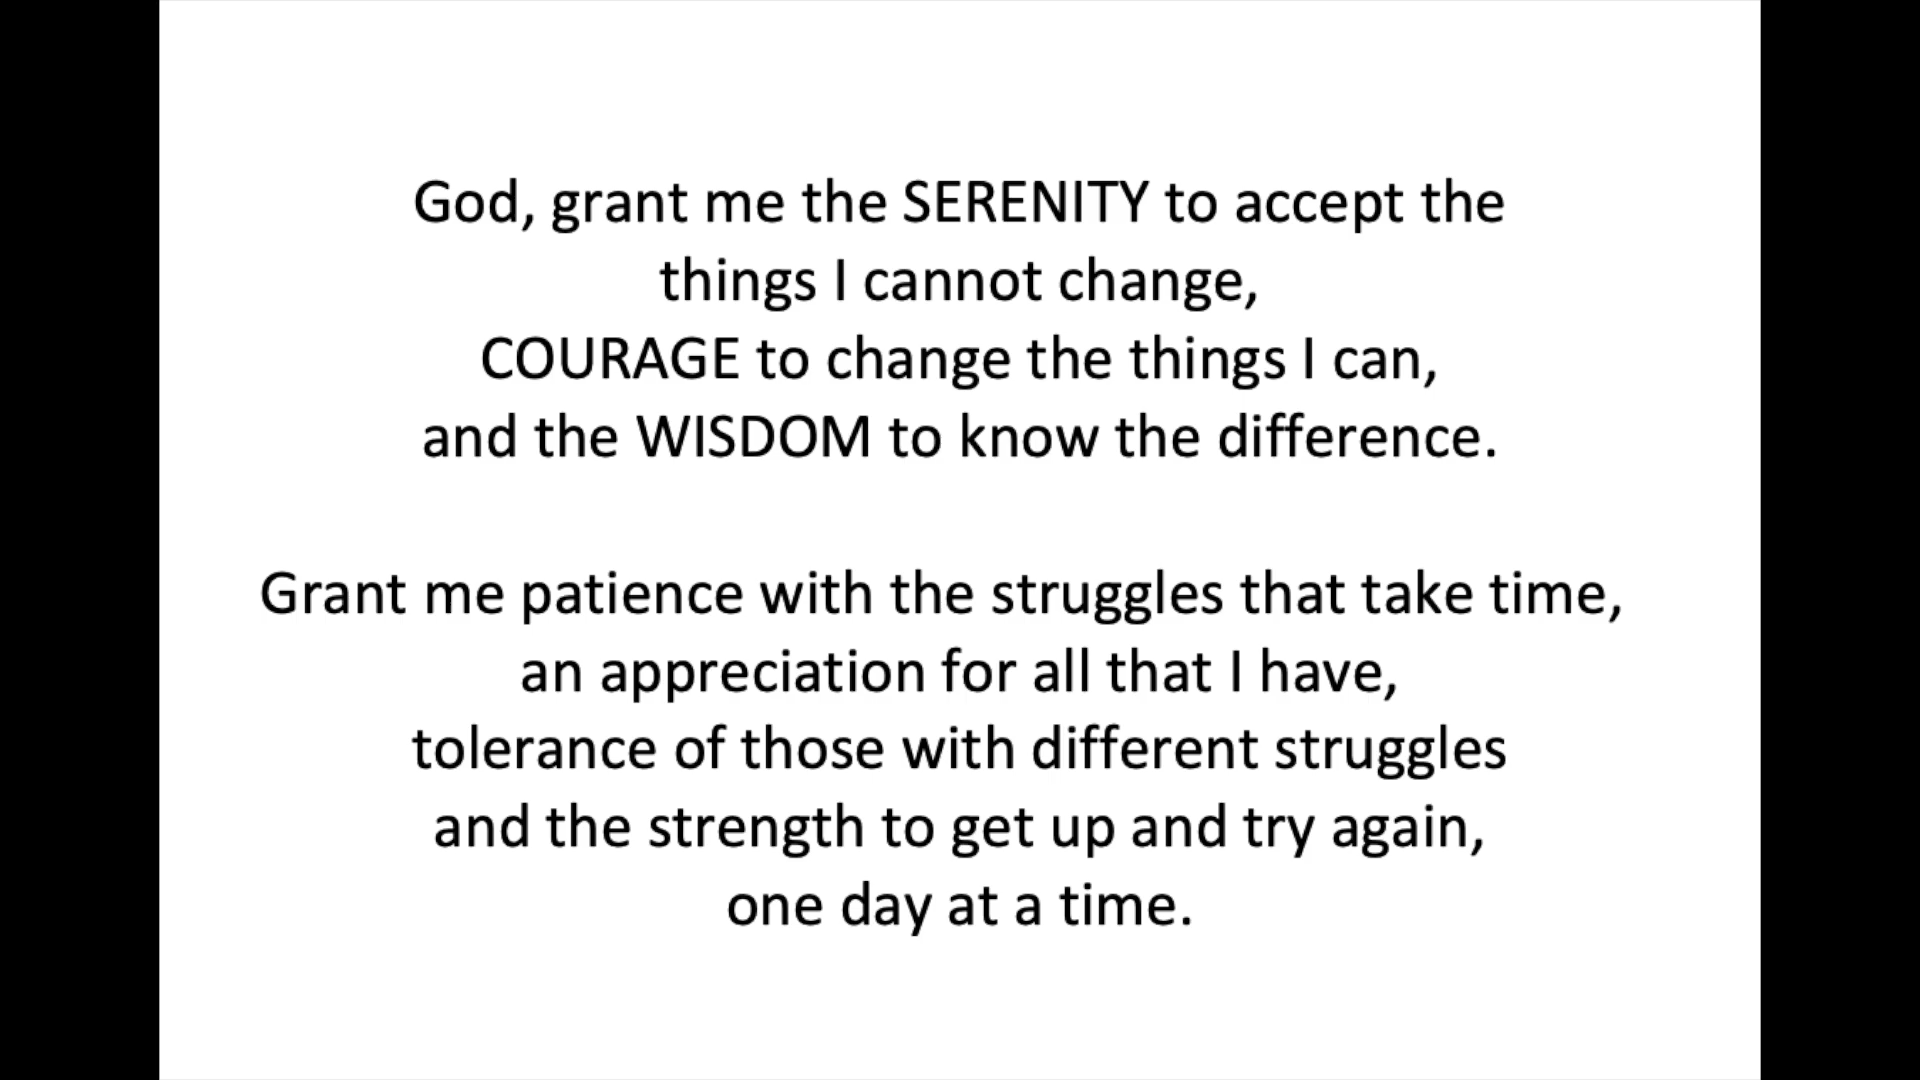 God, grant me the SERENITY to accept the
things I cannot change,
COURAGE to change the things I can,
and the WISDOM to know the difference.
Grant me patience with the struggles that take time,
an appreciation for all that I have,
tolerance of those with different struggles
and the strength to get up and try again,
one day at a time.